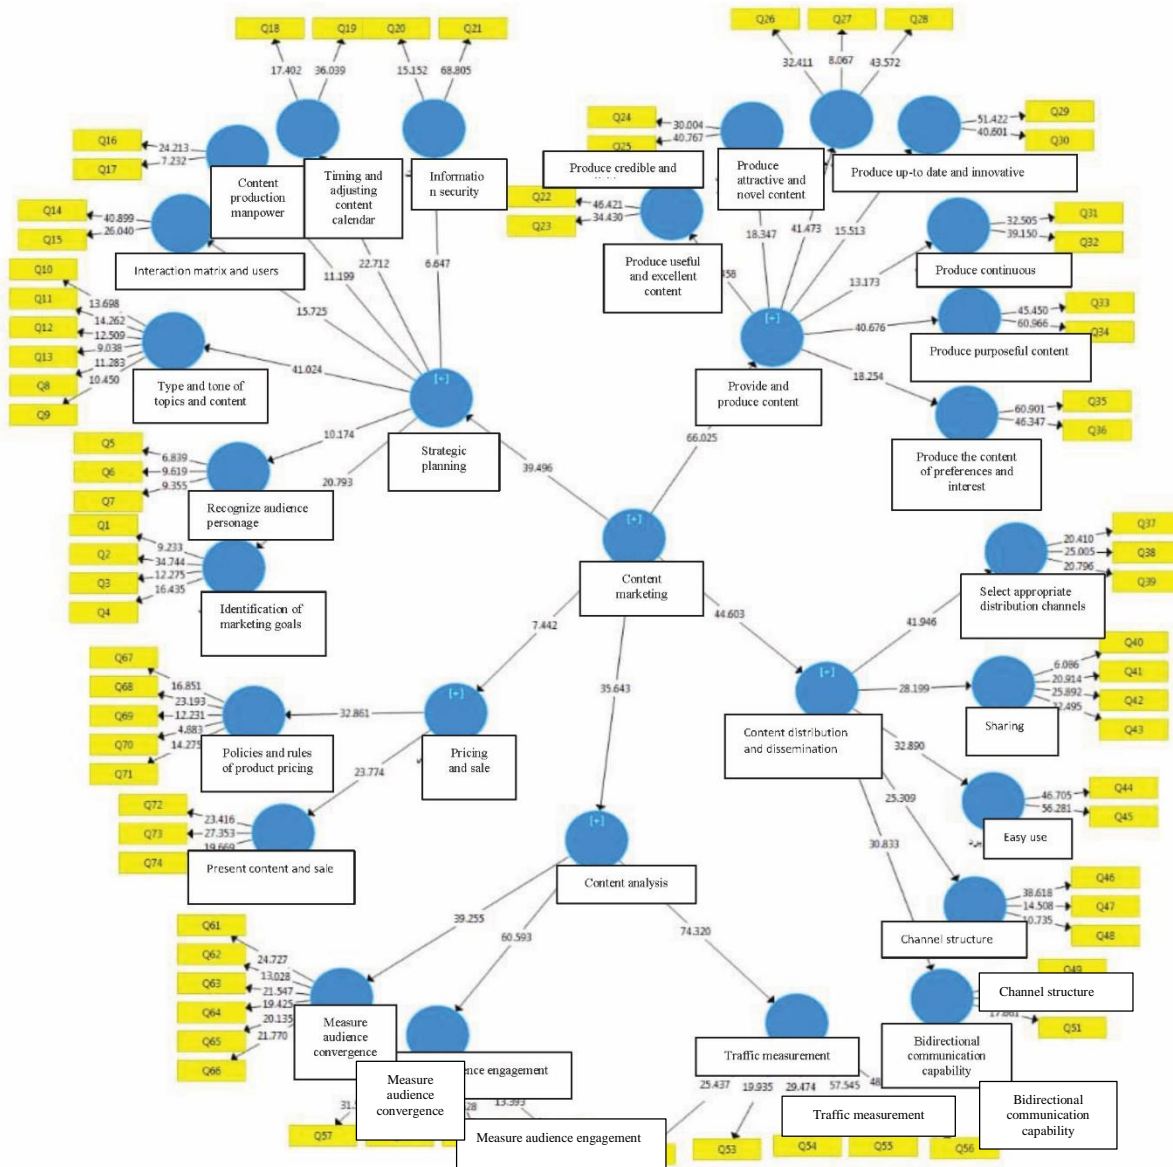 Q18
Q19
Q20
Q21
17.402
36.039
15.152
68.805
Q16
Q17
24.213
7.232
Content
production
manpower
Timing and
adjusting
content
calendar
Informatio
n security
Q14
Q15
40.899
26.040
Interaction matrix and users
11.199
22.712
6.647
15.725
Q10
Q11
Q12
Q13
Q8
Q9
13.698
14.262
12.509
9.038
11.283
10.450
Type and tone of
topics and content
41.024
[+]
Strategic
planning
10.174
20.793
Q5
Q6
Q7
6.839
9.619
9.355
Recognize audience
personage
Q1
Q2
Q3
Q4
9.233
34.744
12.275
16.435
Identification of
marketing goals
39.496
Q26
Q27
Q28
32.411
8.067
43.572
Q24
Q25
30.004
40.767
Produce credible and
Produce
attractive and
novel content
Produce up-to date and innovative
51.422
40.601
Q29
Q30
Q22
Q23
46.421
34.430
Produce useful
and excellent
content
18.347
41.473
15.513
13.173
40.676
18.254
32.505
39.150
Q31
Q32
Produce continuous
45.450
60.966
Q33
Q34
Produce purposeful content
60.901
46.347
Q35
Q36
Produce the content
of preferences and
interest
[+]
Provide and
produce content
66.025
[+]
Content
marketing
7.442
35.643
44.603
20.410
25.005
20.796
Q37
Q38
Q39
Select appropriate
distribution channels
41.946
[+]
Content distribution
and dissemination
28.199
6.086
20.914
25.892
Q40
Q41
Q42
Q43
Sharing
32.890
25.309
30.833
46.705
56.281
Q44
Q45
Easy use
38.618
14.508
10.735
Q46
Q47
Q48
Channel structure
Q49
Channel structure
Q51
Bidirectional
communication
capability
Bidirectional
communication
capability
Q67
Q68
Q69
Q70
Q71
16.851
23.193
12.231
4.883
14.275
Policies and rules
of product pricing
32.861
[+]
Pricing
and sale
23.774
Q72
Q73
Q74
23.416
27.353
19.669
Present content and sale
[+]
Content analysis
39.255
60.593
74.320
Q61
Q62
Q63
Q64
Q65
Q66
24.727
13.028
21.547
19.425
20.135
21.770
Measure
audience
convergence
engagement
Measure
audience
convergence
13.393
Q57
Measure audience engagement
Traffic measurement
25.437
19.935
29.474
57.545
Traffic measurement
Q53
Q54
Q55
Q56